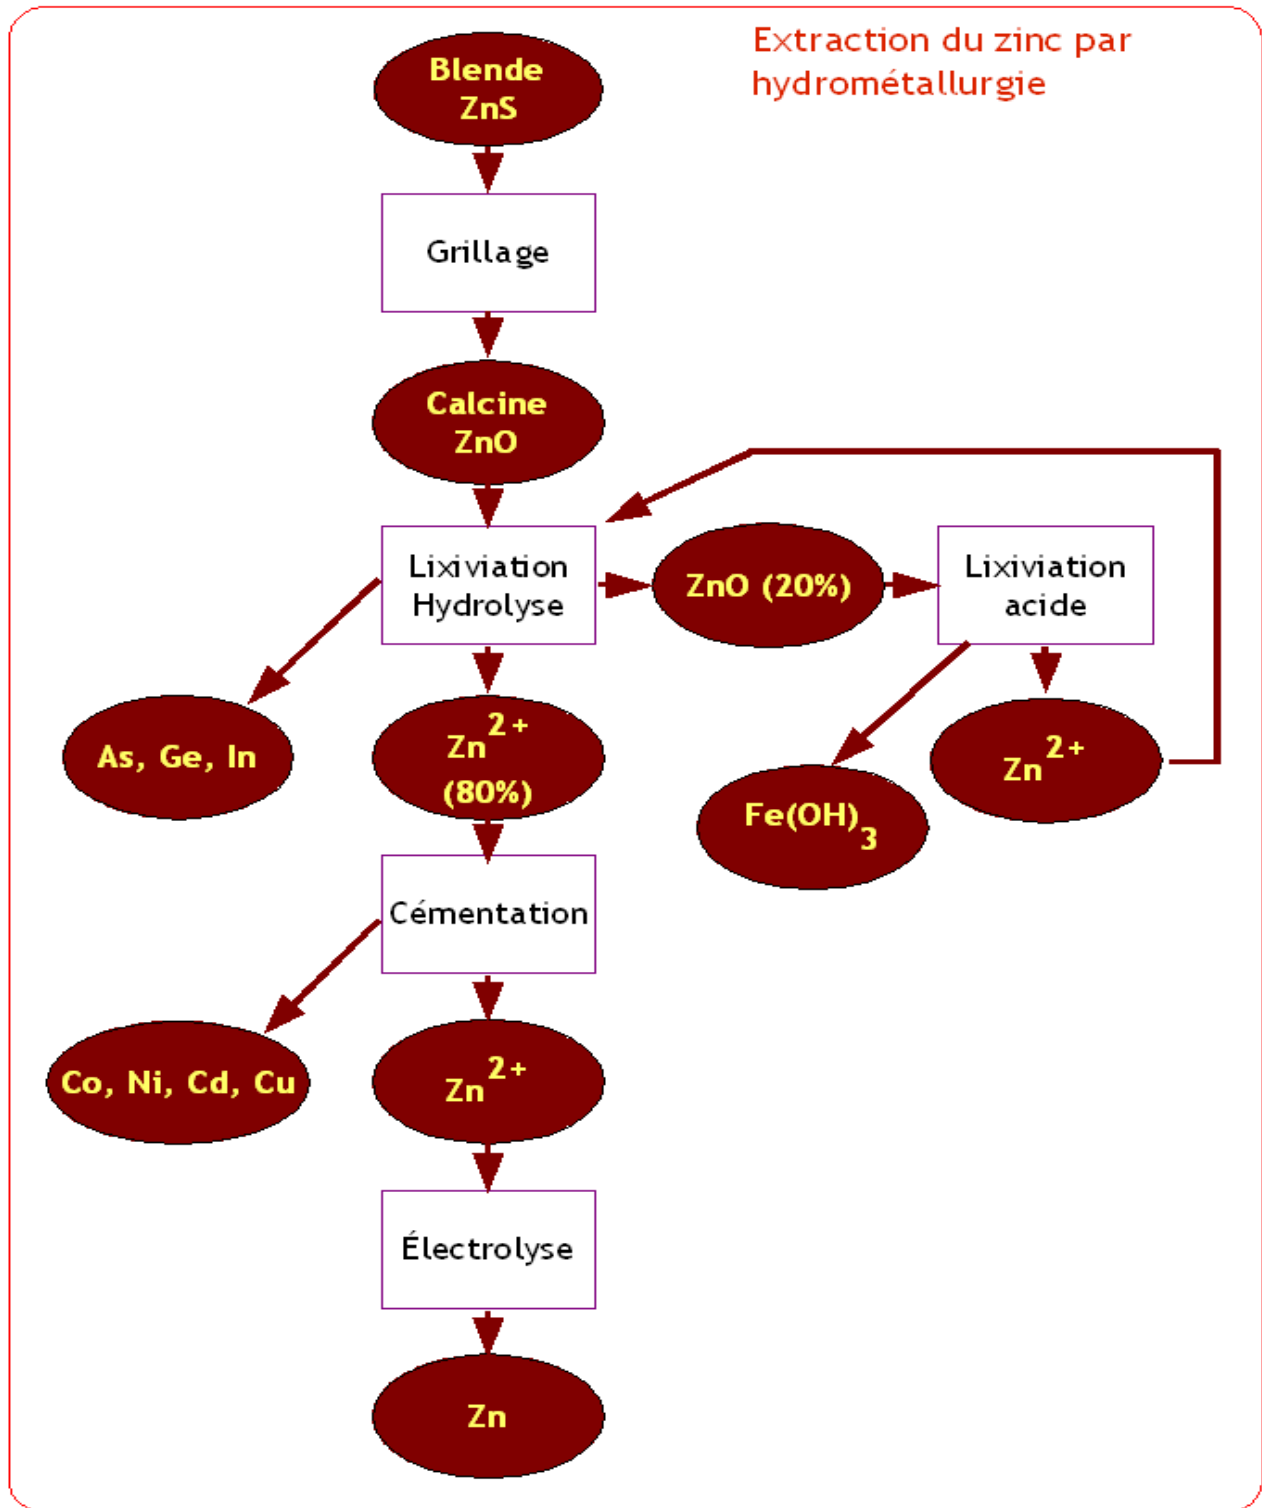 Extraction du zinc par
hydrométallurgie
Blende
ZnS
Grillage
Calcine
ZnO
Lixiviation
Hydrolyse
ZnO (20%)
Lixiviation
acide
As, Ge, In
Zn2+
(80%)
Fe(OH)3
Zn2+
Cémentation
Co, Ni, Cd, Cu
Zn2+
Électrolyse
Zn